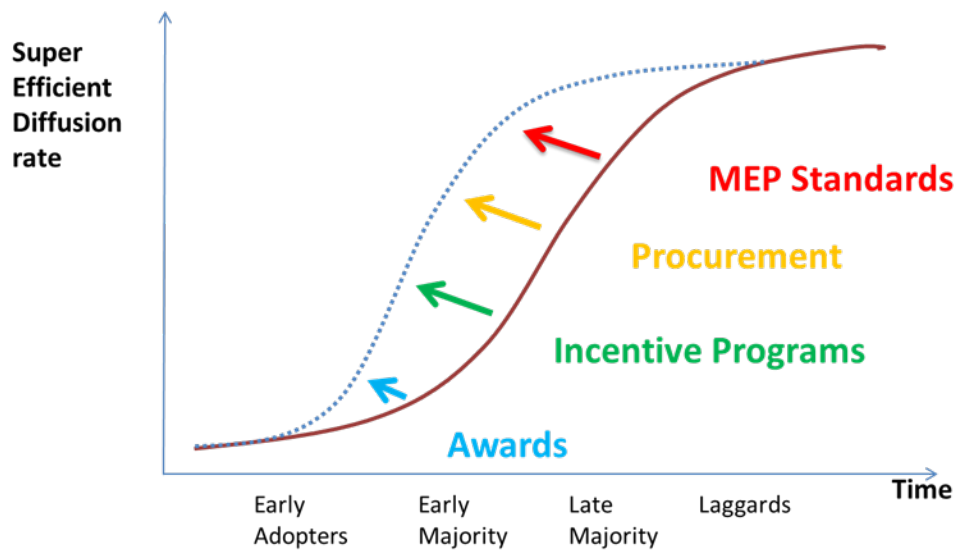 Super
Efficient
Diffusion
rate
MEP Standards
Procurement
Incentive Programs
Awards
Time
Early
Adopters
Early
Majority
Late
Majority
Laggards